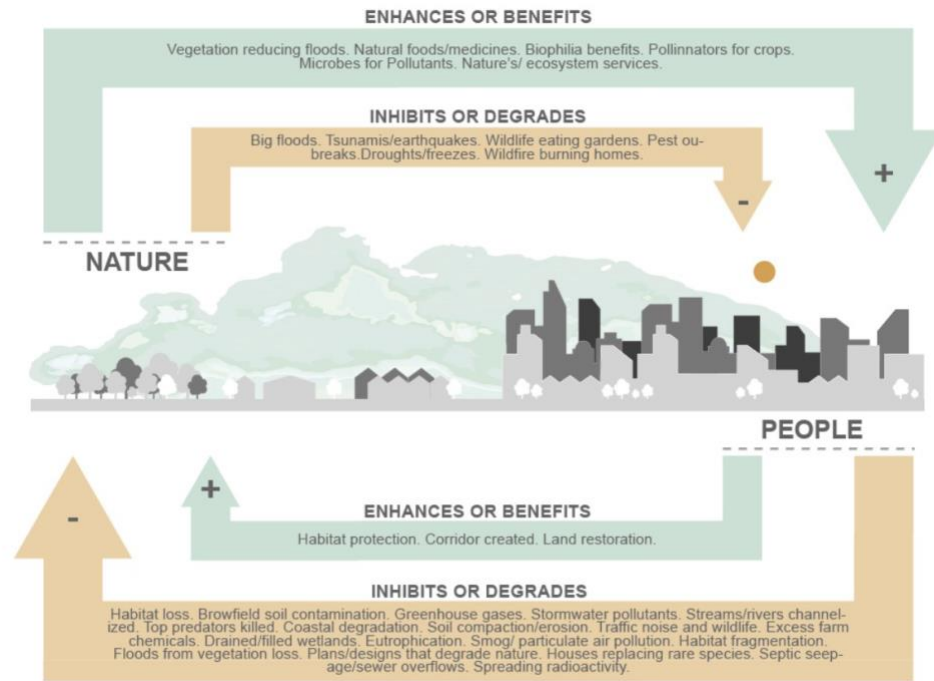 ENHANCES OR BENEFITS
Vegetation reducing floods. Natural foods/medicines. Biophilia benefits. Pollinnators for crops.
Microbes for Pollutants. Nature's/ ecosystem services.
INHIBITS OR DEGRADES
Big floods. Tsunamis/earthquakes. Wildlife eating gardens. Pest ou-
breaks.Droughts/freezes. Wildfire burning homes.
+
-
NATURE
PEOPLE
-
+
ENHANCES OR BENEFITS
Habitat protection. Corridor created. Land restoration.
INHIBITS OR DEGRADES
Habitat loss. Browfield soil contamination. Greenhouse gases. Stormwater pollutants. Streams/rivers channel-
ized. Top predators killed. Coastal degradation. Soil compaction/erosion. Traffic noise and wildlife. Excess farm
chemicals. Drained/filled wetlands. Eutrophication. Smog/ particulate air pollution. Habitat fragmentation.
Floods from vegetation loss. Plans/designs that degrade nature. Houses replacing rare species. Septic seep-
age/sewer overflows. Spreading radioactivity.